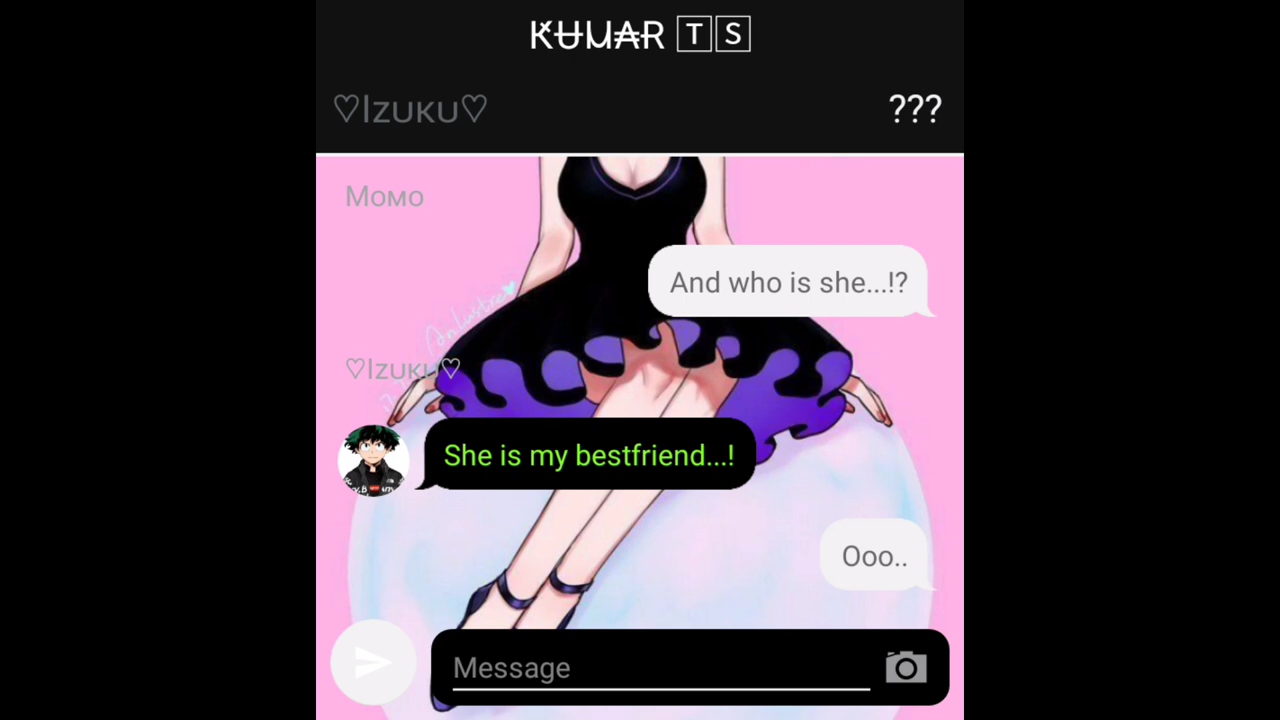 KUMAR 🅃🅂
♡Izuku♡
???
Momo
And who is she...!?
♡Izuku♡
She is my bestfriend...!
Ooo..
Message